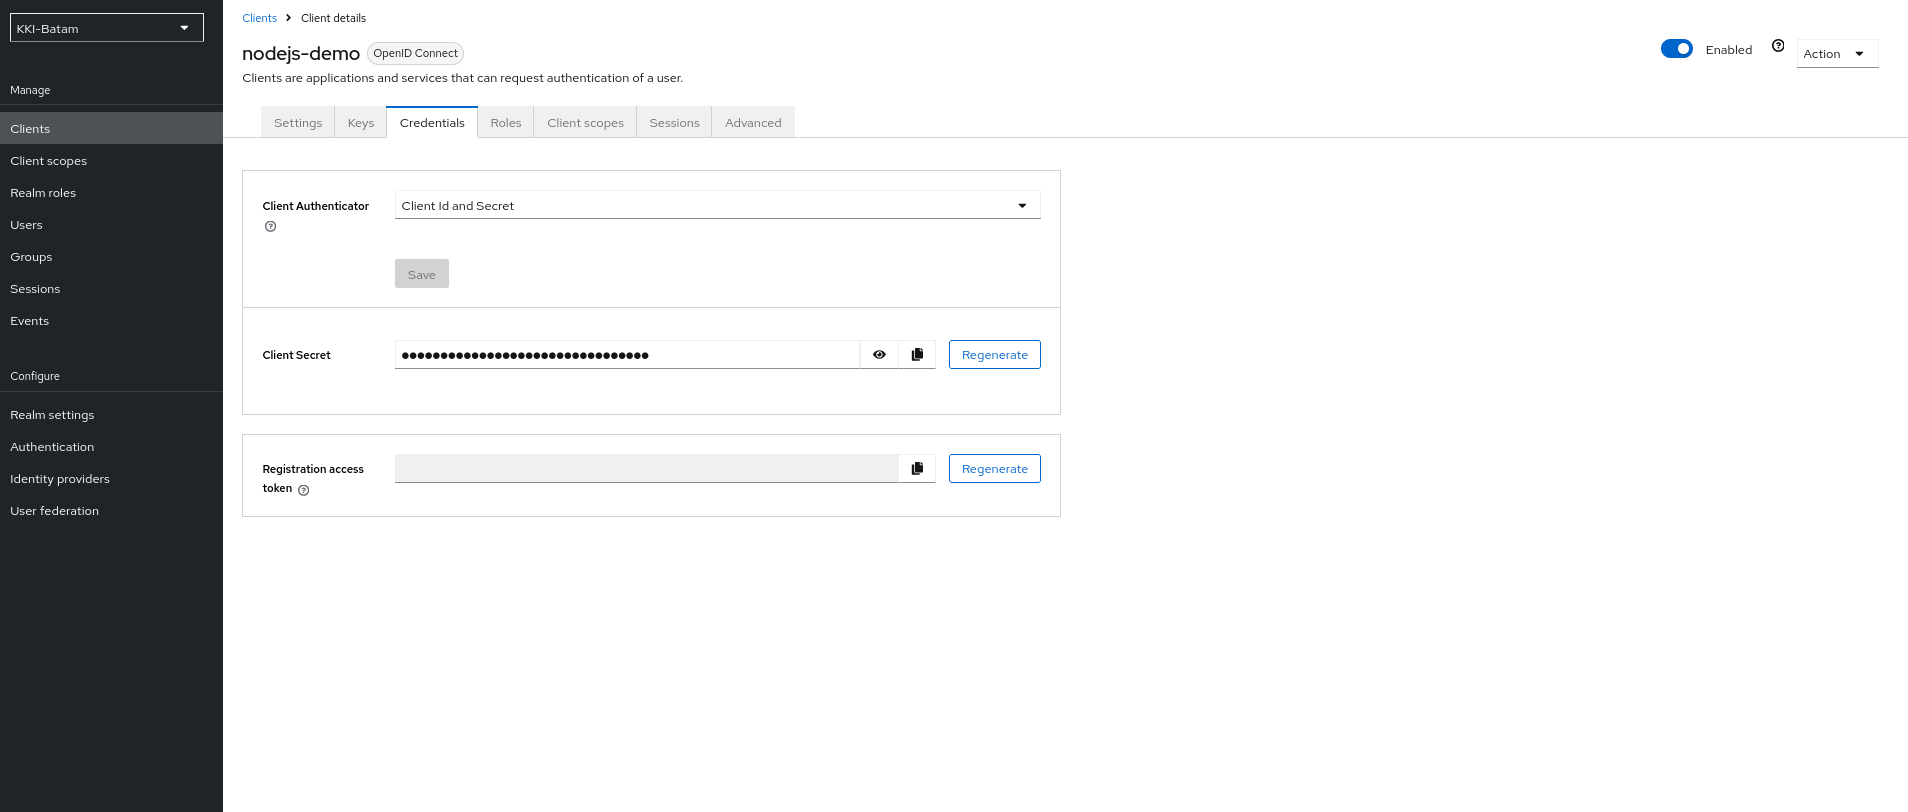 KKI-Batam
Manage
Clients
Client scopes
Realm roles
Users
Groups
Sessions
Events
Configure
Realm settings
Authentication
Identity providers
User federation
Clients > Client details
nodejs-demo OpenID Connect
Clients are applications and services that can request authentication of a user.
Enabled
Action
Settings Keys Credentials Roles Client scopes Sessions Advanced
Client Authenticator
Client Id and Secret
Save
Client Secret
●●●●●●●●●●●●●●●●●●●●●●●●●●●●●●●●
Regenerate
Registration access
token
Regenerate